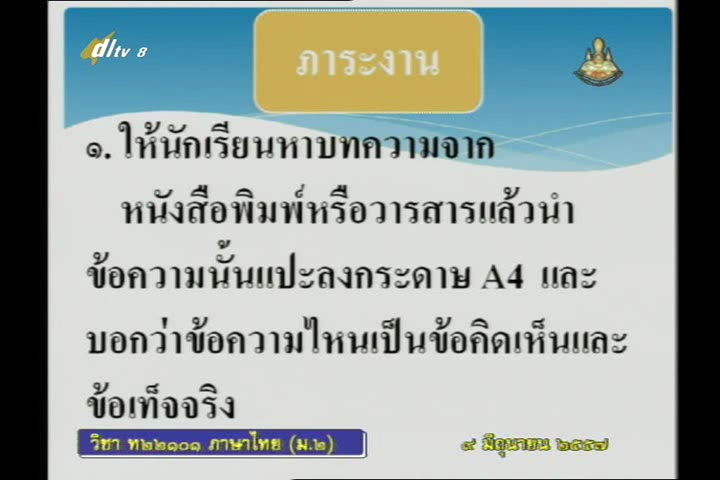 dltv 8
ภาระงาน
๑. ให้นักเรียนหาบทความจาก
หนังสือพิมพ์หรือวารสารแล้วนำ
ข้อความนั้นแปะลงกระดาษ A4 และ
บอกว่าข้อความไหนเป็นข้อคิดเห็นและ
ข้อเท็จจริง
วิชา ท๒๒๑๐๑ ภาษาไทย (ม.๒)
๙ มิถุนายน ๒๕๕๗